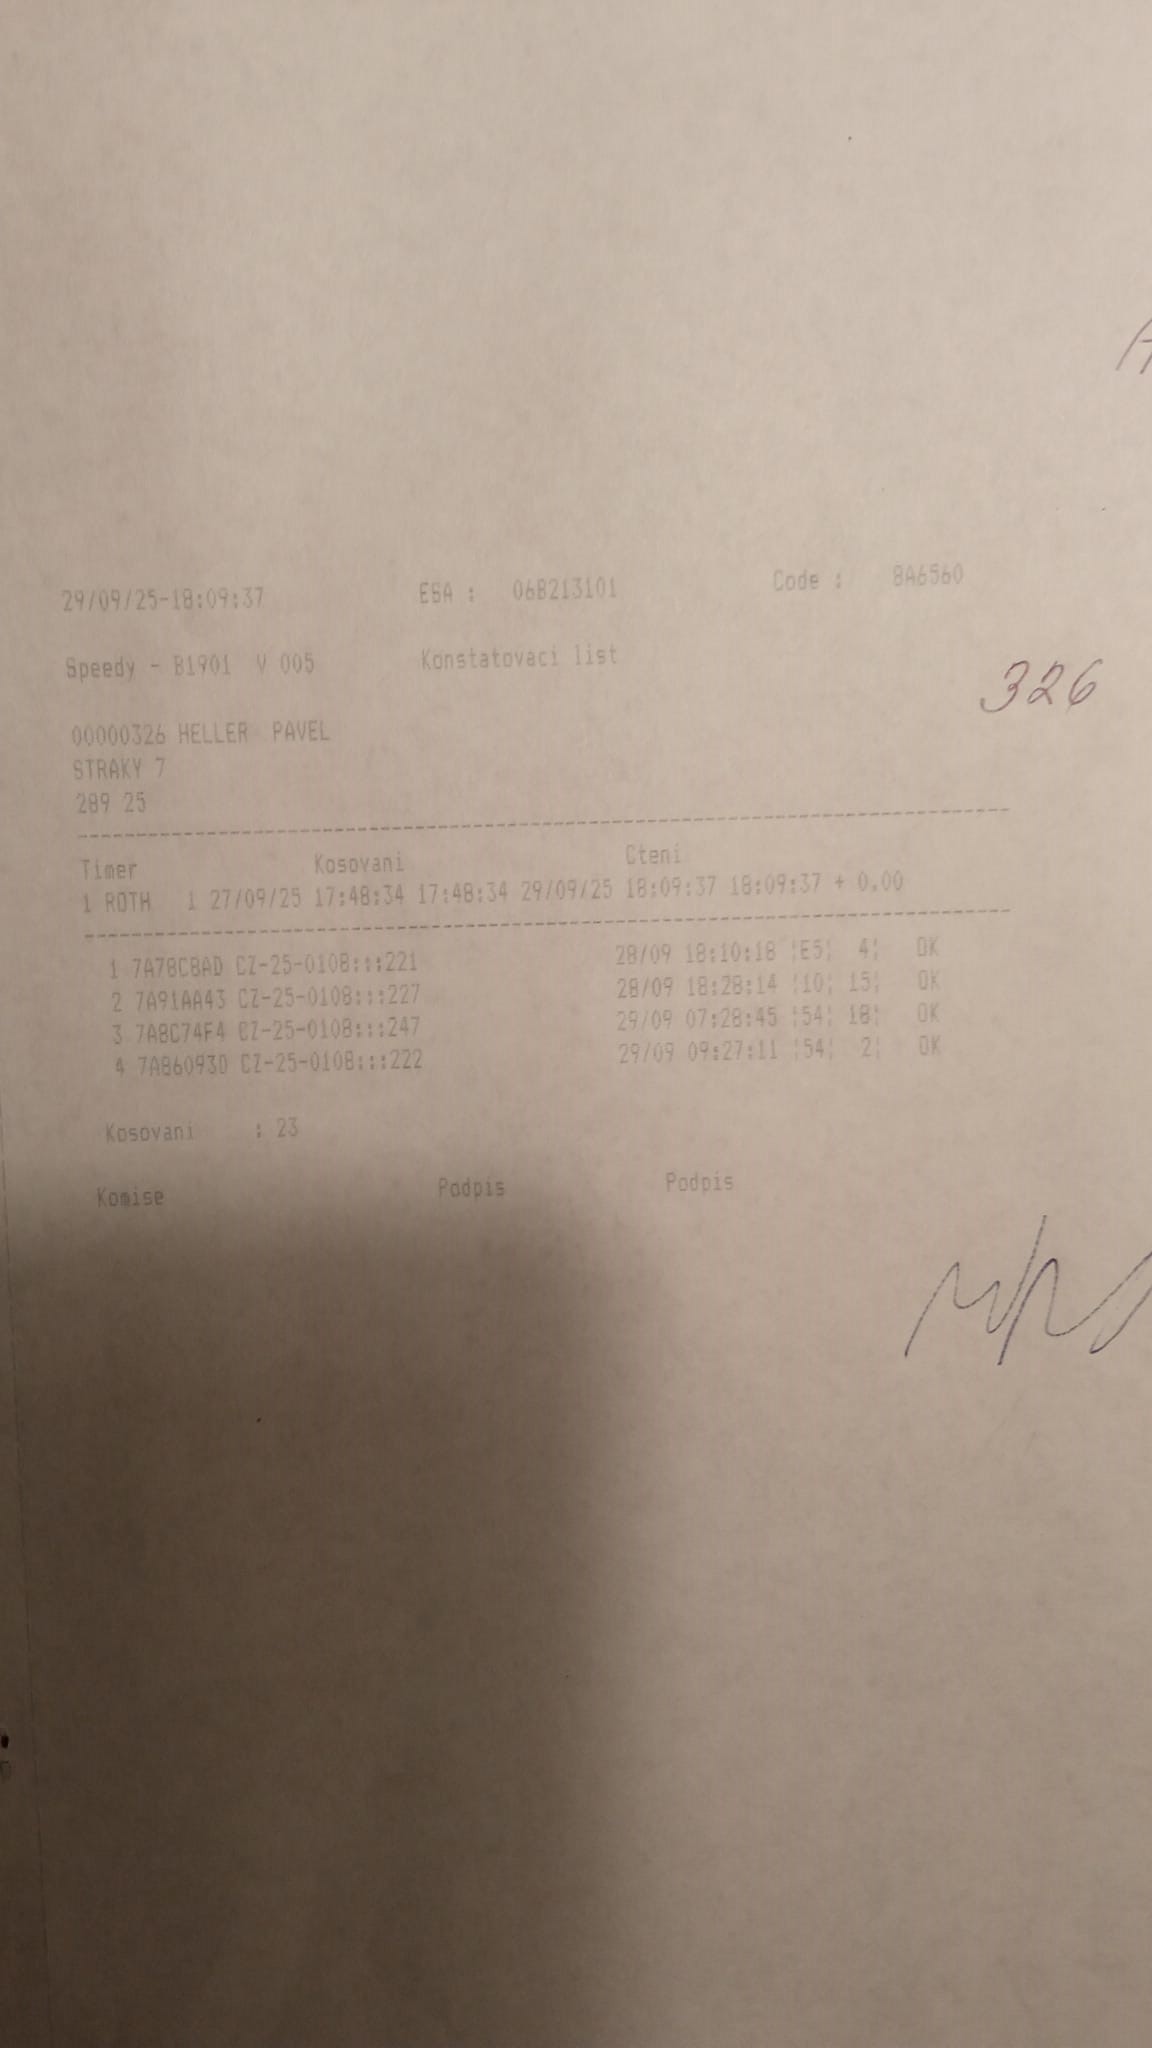 29/09/25-18:09:37 ESA : 06B213101 Code : 8A6560
Speedy - B1901 V 005 Konstatovaci list
326
00000326 HELLER PAVEL
STRAKY 7
289 25
Timer Kosovani Cteni
1 ROTH 1 27/09/25 17:48:34 17:48:34 29/09/25 18:09:37 18:09:37 + 0.00
1 7A78C8AD CZ-25-0108:::221 28/09 18:10:18 ¦E5¦ 4¦ OK
2 7A91AA43 CZ-25-0108:::227 28/09 18:28:14 ¦10¦ 15¦ OK
3 7A8C74F4 CZ-25-0108:::247 29/09 07:28:45 ¦54¦ 18¦ OK
4 7A86093D CZ-25-0108:::222 29/09 09:27:11 ¦54¦ 2¦ OK
Kosovani : 23
Komise Podpis Podpis